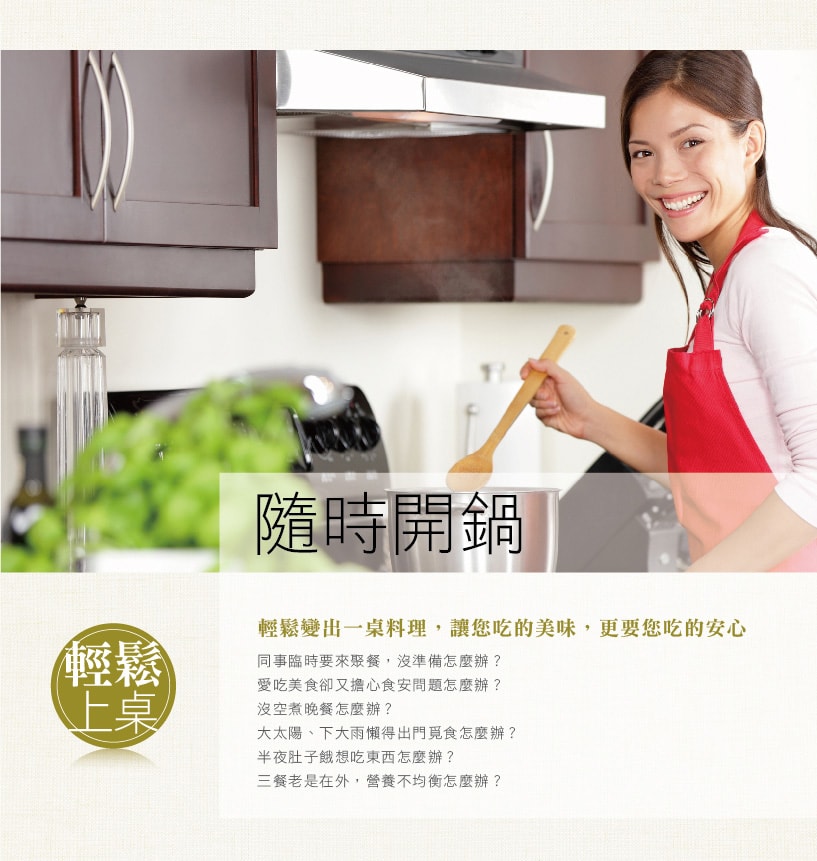 隨時開鍋
輕鬆
上桌
輕鬆變出一桌料理，讓您吃的美味，更要您吃的安心
同事臨時要來聚餐，沒準備怎麼辦？
愛吃美食卻又擔心食安問題怎麼辦？
沒空煮晚餐怎麼辦？
大太陽、下大雨懶得出門覓食怎麼辦？
半夜肚子餓想吃東西怎麼辦？
三餐老是在外，營養不均衡怎麼辦？